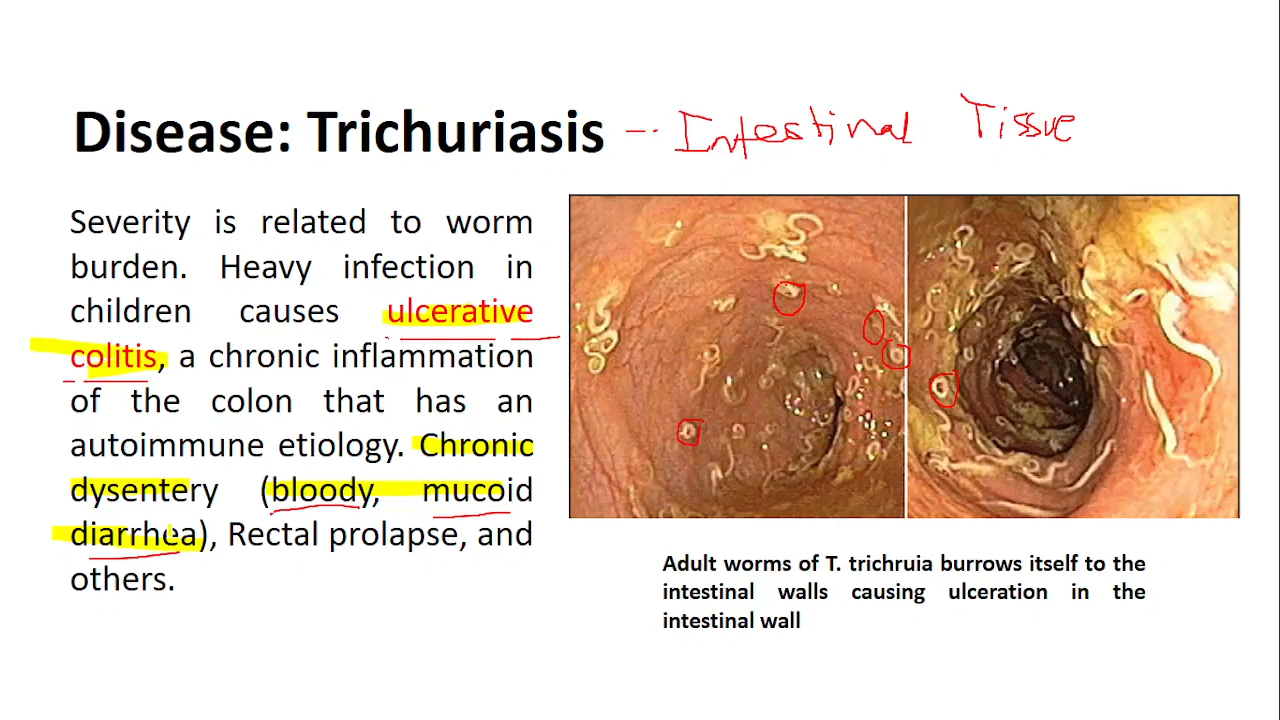 Disease: Trichuriasis -- Intestinal Tissue
Severity is related to worm
burden. Heavy infection in
children causes ulcerative
colitis, a chronic inflammation
of the colon that has an
autoimmune etiology. Chronic
dysentery (bloody, mucoid
diarrhea), Rectal prolapse, and
others.
Adult worms of T. trichruia burrows itself to the
intestinal walls causing ulceration in the
intestinal wall